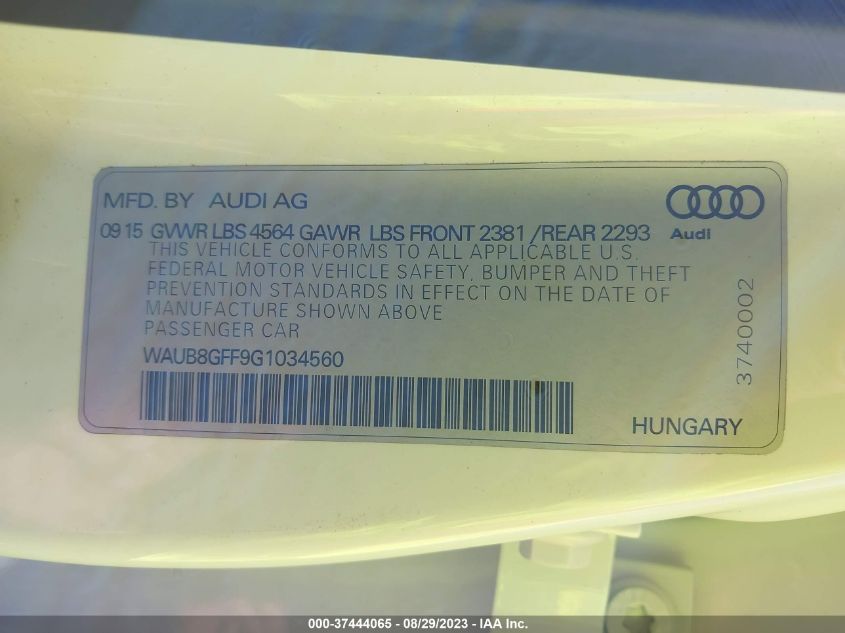 MFD. BY AUDI AG
Audi
09 15 GVWR LBS 4564 GAWR LBS FRONT 2381 /REAR 2293
THIS VEHICLE CONFORMS TO ALL APPLICABLE U.S.
FEDERAL MOTOR VEHICLE SAFETY, BUMPER AND THEFT
PREVENTION STANDARDS IN EFFECT ON THE DATE OF
MANUFACTURE SHOWN ABOVE
PASSENGER CAR
WAUB8GFF9G1034560
3740002
HUNGARY
000-37444065 - 08/29/2023 - IAA Inc.